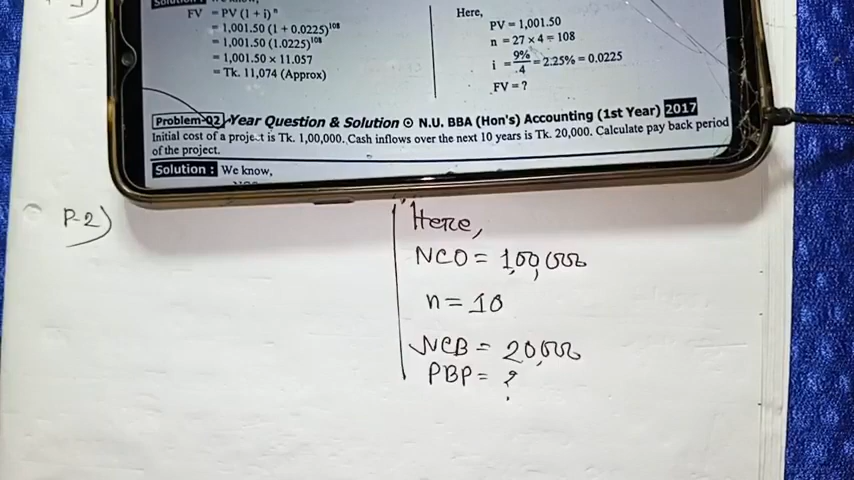 Solution : We know,
FV = PV (1 + i)ⁿ
= 1,001.50 (1 + 0.0225)¹⁰⁸
= 1,001.50 (1.0225)¹⁰⁸
= 1,001.50 × 11.057
= Tk. 11,074 (Approx)
Here,
PV = 1,001.50
n = 27 × 4 = 108
i = 9%/4 = 2.25% = 0.0225
FV = ?
Problem-02 Year Question & Solution ⊙ N.U. BBA (Hon's) Accounting (1st Year) 2017
Initial cost of a project is Tk. 1,00,000. Cash inflows over the next 10 years is Tk. 20,000. Calculate pay back period
of the project.
Solution : We know,
P-2)
Here,
NCO = 1,00,000
n = 10
NCB = 20,000
PBP = ?